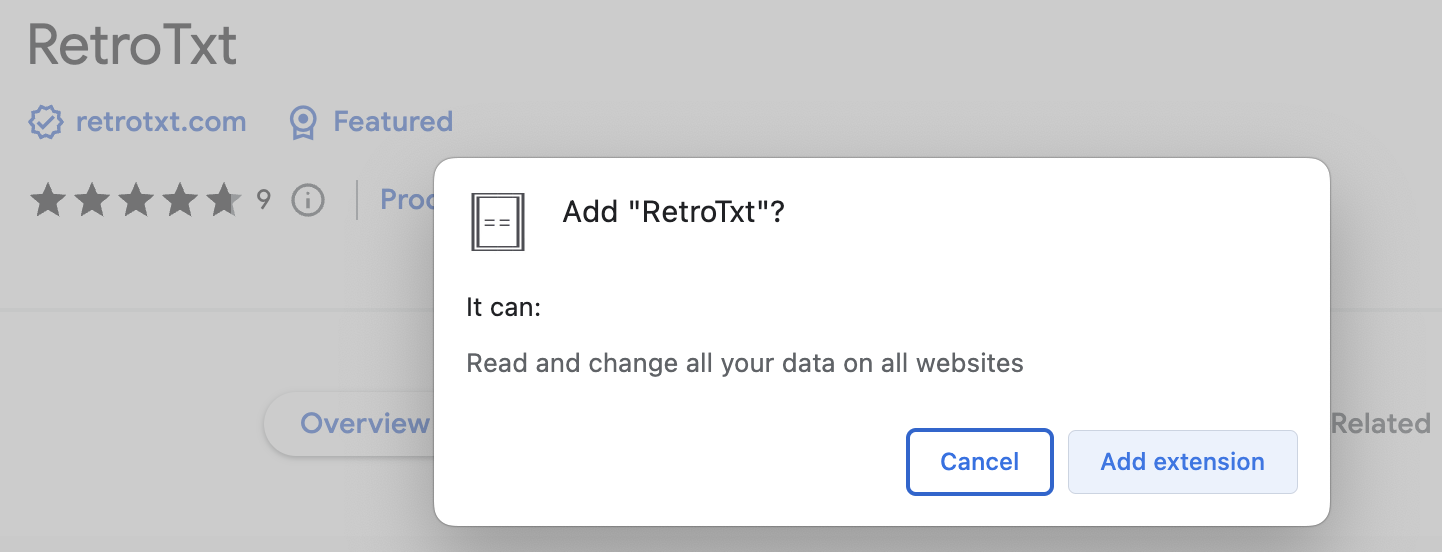 RetroTxt
retrotxt.com Featured
9
Add "RetroTxt"?
It can:
Read and change all your data on all websites
Overview
Related
Cancel Add extension